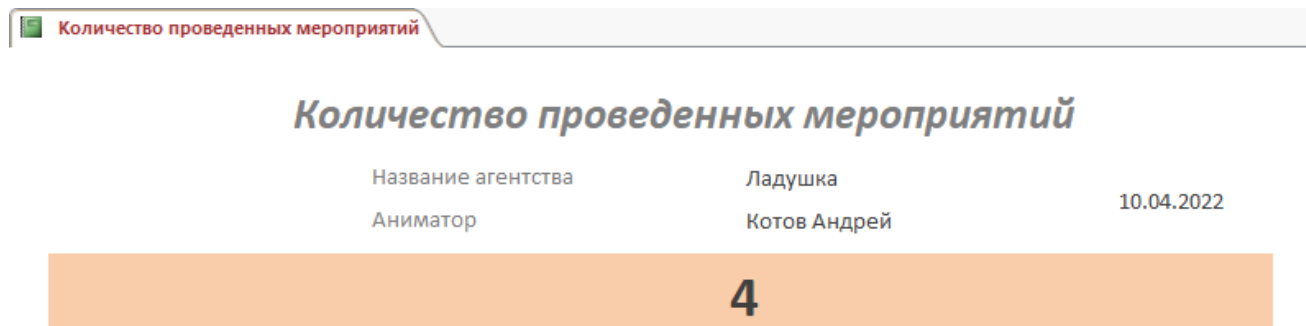 Количество проведенных мероприятий
Количество проведенных мероприятий
Название агентства Ладушка
10.04.2022
Аниматор Котов Андрей
4